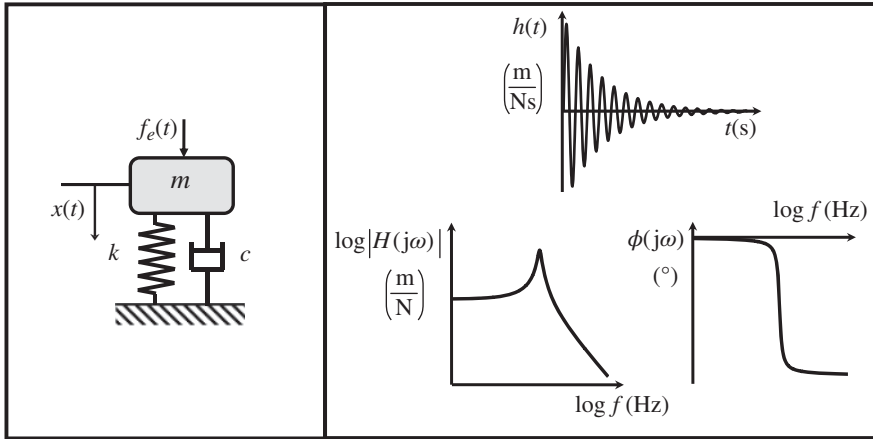 f_e(t)
m
x(t)
k
c
h(t)
(m/Ns)
t(s)
log|H(jω)|
(m/N)
log f (Hz)
log f (Hz)
ϕ(jω)
(°)